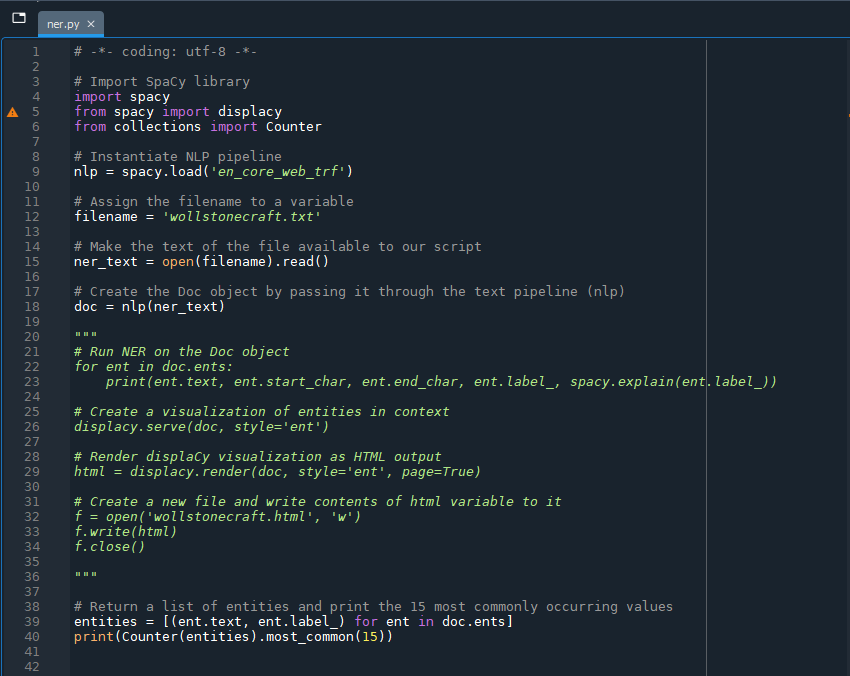 ner.py
1 # -*- coding: utf-8 -*-
2
3 # Import SpaCy library
4 import spacy
5 from spacy import displacy
6 from collections import Counter
7
8 # Instantiate NLP pipeline
9 nlp = spacy.load('en_core_web_trf')
10
11 # Assign the filename to a variable
12 filename = 'wollstonecraft.txt'
13
14 # Make the text of the file available to our script
15 ner_text = open(filename).read()
16
17 # Create the Doc object by passing it through the text pipeline (nlp)
18 doc = nlp(ner_text)
19
20 """
21 # Run NER on the Doc object
22 for ent in doc.ents:
23     print(ent.text, ent.start_char, ent.end_char, ent.label_, spacy.explain(ent.label_))
24
25 # Create a visualization of entities in context
26 displacy.serve(doc, style='ent')
27
28 # Render displaCy visualization as HTML output
29 html = displacy.render(doc, style='ent', page=True)
30
31 # Create a new file and write contents of html variable to it
32 f = open('wollstonecraft.html', 'w')
33 f.write(html)
34 f.close()
35
36 """
37
38 # Return a list of entities and print the 15 most commonly occurring values
39 entities = [(ent.text, ent.label_) for ent in doc.ents]
40 print(Counter(entities).most_common(15))
41
42